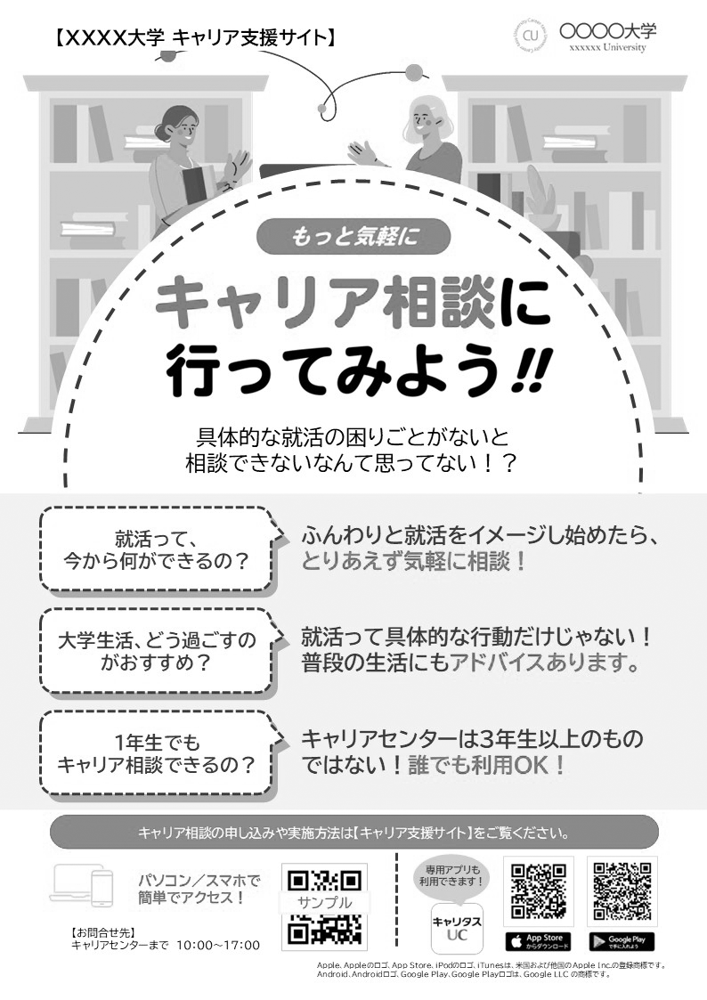 【XXXX大学 キャリア支援サイト】
CU
〇〇〇〇大学
xxxxxx University
もっと気軽に
キャリア相談に
行ってみよう!!
具体的な就活の困りごとがないと
相談できないなんて思ってない！？
就活って、
今から何ができるの？
ふんわりと就活をイメージし始めたら、
とりあえず気軽に相談！
大学生活、どう過ごすの
がおすすめ？
就活って具体的な行動だけじゃない！
普段の生活にもアドバイスあります。
1年生でも
キャリア相談できるの？
キャリアセンターは3年生以上のもの
ではない！誰でも利用OK！
キャリア相談の申し込みや実施方法は【キャリア支援サイト】をご覧ください。
パソコン／スマホで
簡単でアクセス！
サンプル
【お問合せ先】
キャリアセンターまで 10:00～17:00
専用アプリも
利用できます！
キャリタス
UC
App Store
からダウンロード
Google Play
で手に入れよう
Apple、Appleのロゴ、App Store、iPodのロゴ、iTunesは、米国および他国のApple Inc.の登録商標です。
Android、Androidロゴ、Google Play、Google Playロゴは、Google LLC の商標です。